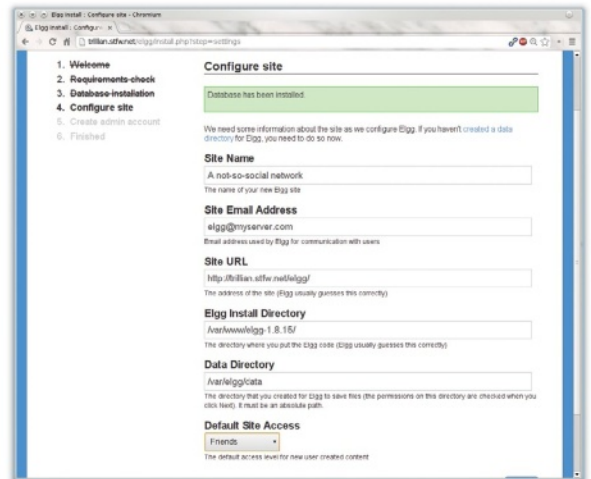 Elgg install : Configure site - Chromium
Elgg install : Configure
trillian.stfw.net/elgg/install.php?step=settings
1. Welcome
2. Requirements check
3. Database installation
4. Configure site
5. Create admin account
6. Finished
Configure site
Database has been installed.
We need some information about the site as we configure Elgg. If you haven't created a data
directory for Elgg, you need to do so now.
Site Name
A not-so-social network
The name of your new Elgg site
Site Email Address
elgg@myserver.com
Email address used by Elgg for communication with users
Site URL
http://trillian.stfw.net/elgg/
The address of the site (Elgg usually guesses this correctly)
Elgg Install Directory
/var/www/elgg-1.8.15/
The directory where you put the Elgg code (Elgg usually guesses this correctly)
Data Directory
/var/elgg/data
The directory that you created for Elgg to save files (the permissions on this directory are checked when you
click Next). It must be an absolute path.
Default Site Access
Friends
The default access level for new user created content